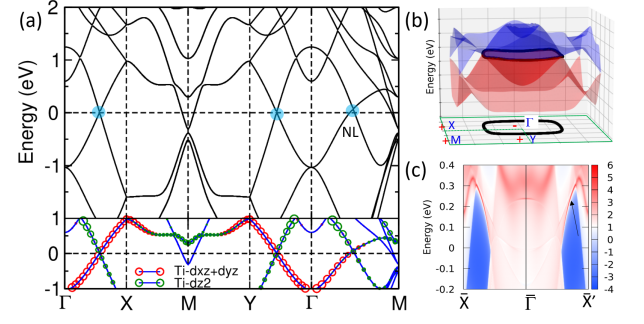 (a)
Energy (eV)
2
1
0
-1
NL
1
0
-1
Ti-dxz+dyz
Ti-dz2
Γ X M Y Γ M
(b)
Energy (eV)
X
M
Γ
Y
+ + - +
(c)
Energy (eV)
0.4
0.3
0.2
0.1
0
-0.1
-0.2
X̄ Γ̄ X̄′
6
5
4
3
2
1
0
-1
-2
-3
-4